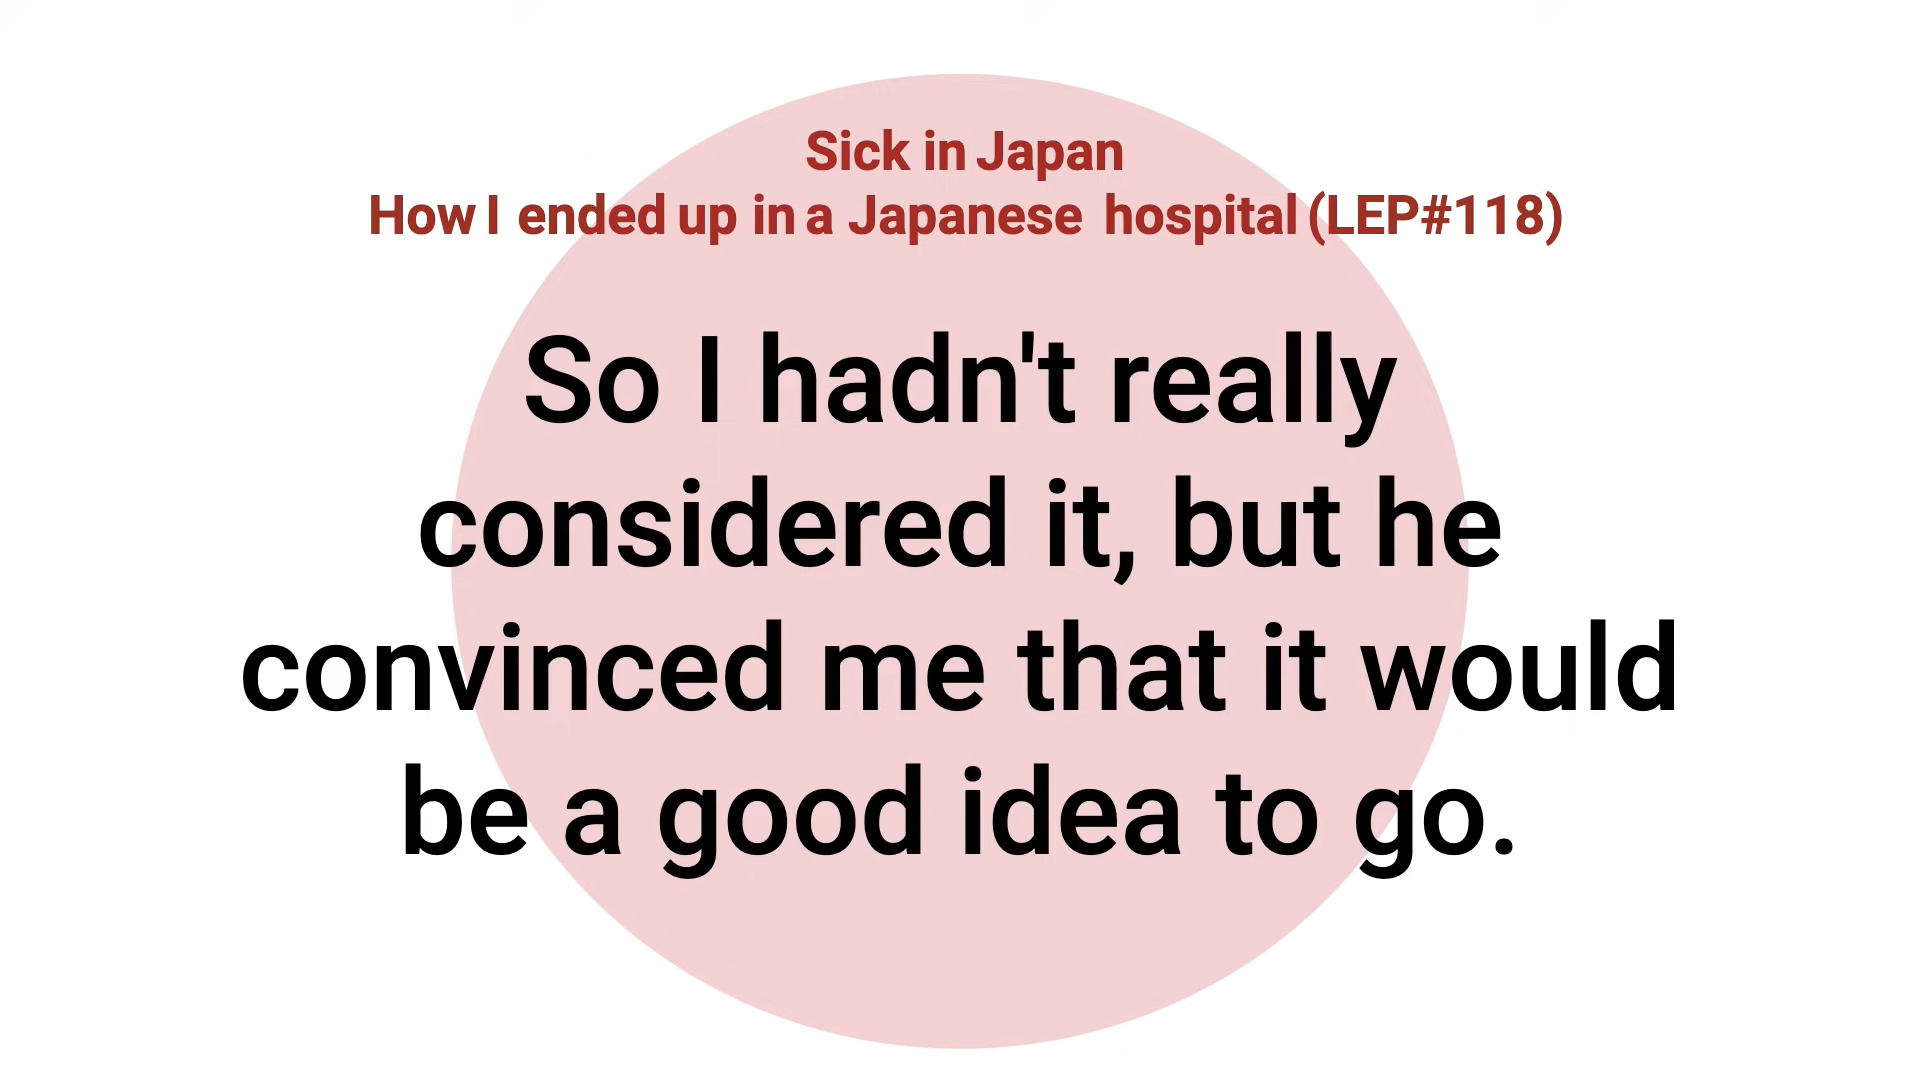 Sick in Japan
How I ended up in a Japanese hospital (LEP#118)
So I hadn't really
considered it, but he
convinced me that it would
be a good idea to go.